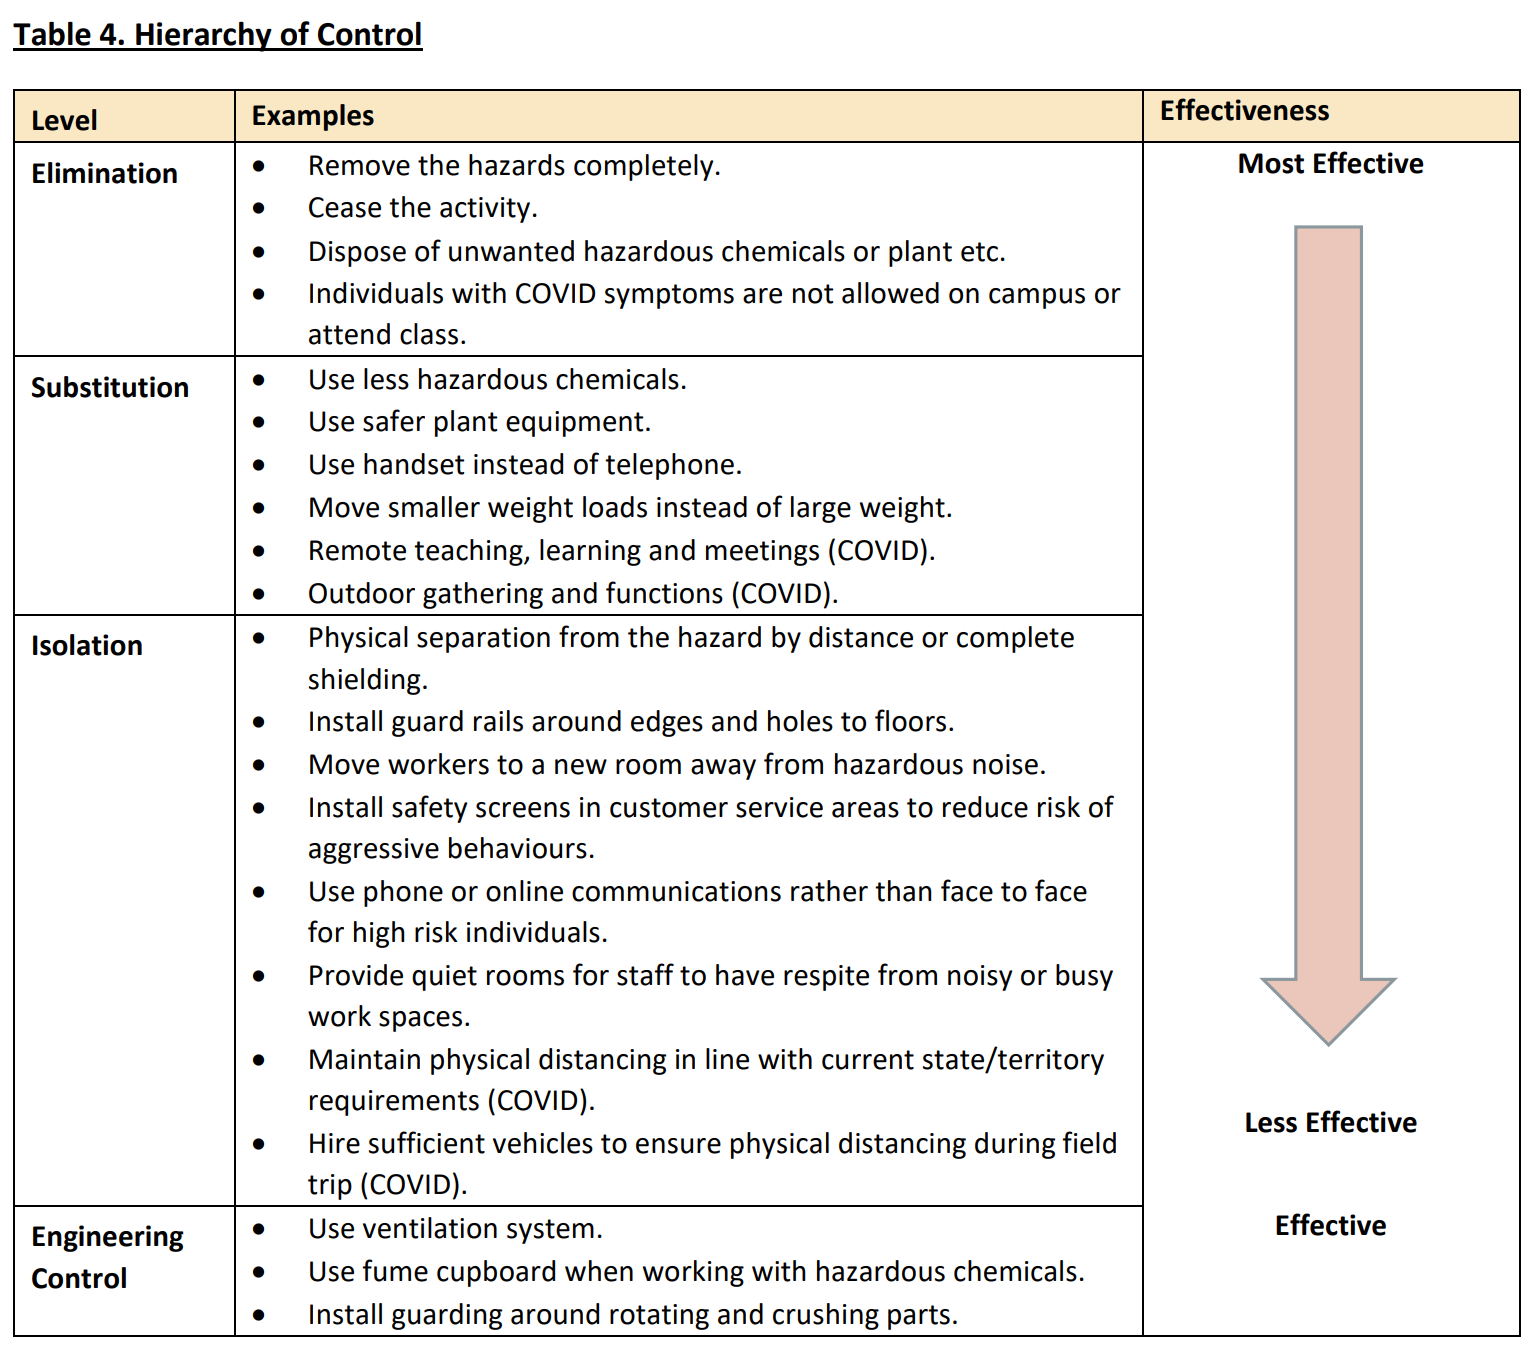 Table 4. Hierarchy of Control
Level
Examples
Effectiveness
Elimination
• Remove the hazards completely.
• Cease the activity.
• Dispose of unwanted hazardous chemicals or plant etc.
• Individuals with COVID symptoms are not allowed on campus or
attend class.
Most Effective
Substitution
• Use less hazardous chemicals.
• Use safer plant equipment.
• Use handset instead of telephone.
• Move smaller weight loads instead of large weight.
• Remote teaching, learning and meetings (COVID).
• Outdoor gathering and functions (COVID).
Isolation
• Physical separation from the hazard by distance or complete
shielding.
• Install guard rails around edges and holes to floors.
• Move workers to a new room away from hazardous noise.
• Install safety screens in customer service areas to reduce risk of
aggressive behaviours.
• Use phone or online communications rather than face to face
for high risk individuals.
• Provide quiet rooms for staff to have respite from noisy or busy
work spaces.
• Maintain physical distancing in line with current state/territory
requirements (COVID).
• Hire sufficient vehicles to ensure physical distancing during field
trip (COVID).
Less Effective
Engineering
Control
• Use ventilation system.
• Use fume cupboard when working with hazardous chemicals.
• Install guarding around rotating and crushing parts.
Effective